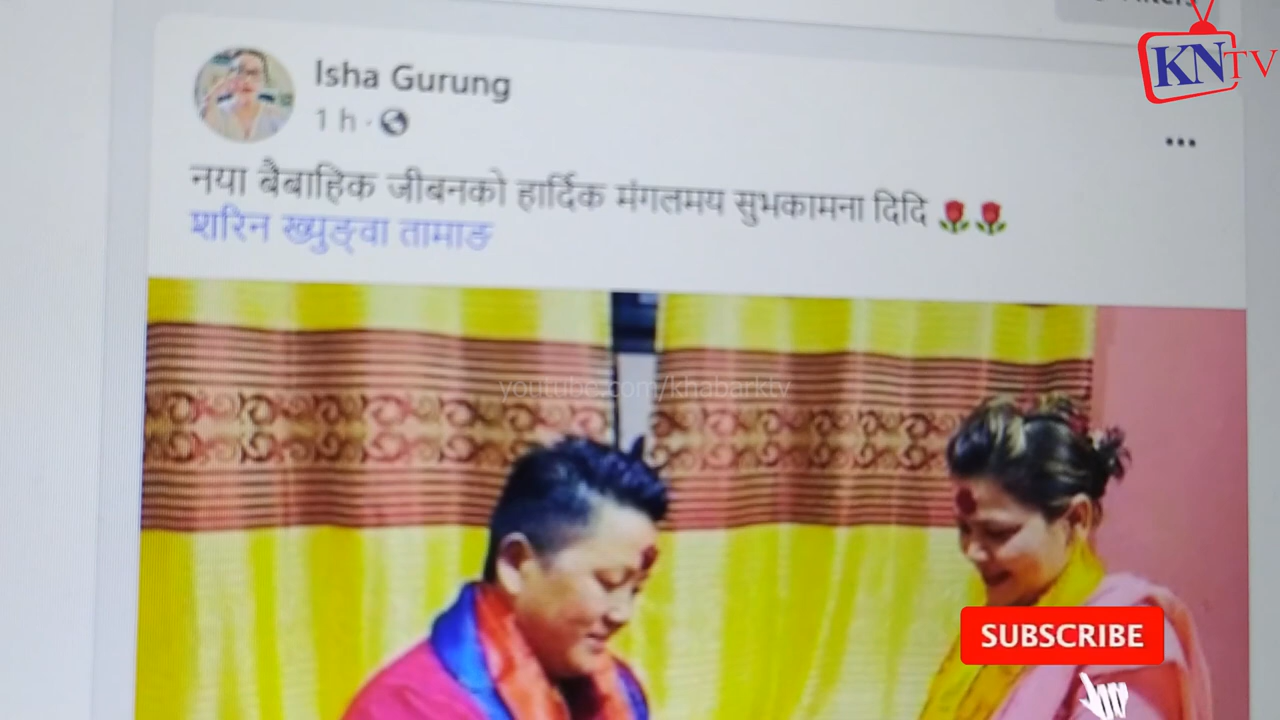 KNTV
Isha Gurung
1 h ·
नया बैबाहिक जीबनको हार्दिक मंगलमय सुभकामना दिदि
शरिन ख्युङ्वा तामाङ
youtube.com/khabarktv
SUBSCRIBE